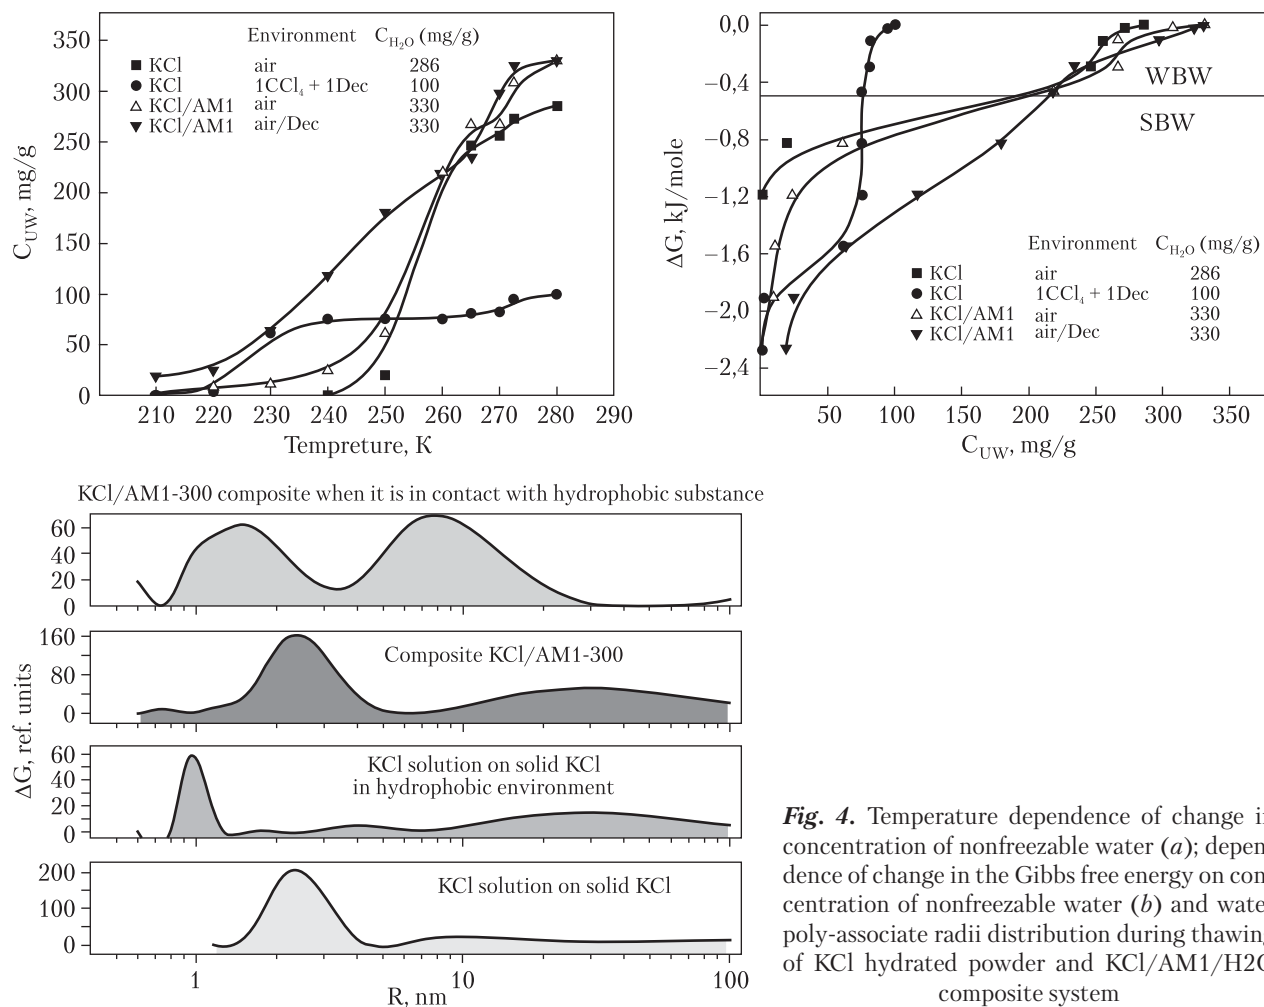 350
300
250
200
150
100
50
0
C_UW, mg/g
Environment C_H₂O (mg/g)
■ KCl air 286
● KCl 1CCl₄ + 1Dec 100
△ KCl/AM1 air 330
▼ KCl/AM1 air/Dec 330
210 220 230 240 250 260 270 280 290
Tempreture, K
0,0
−0,4
−0,8
−1,2
−1,6
−2,0
−2,4
ΔG, kJ/mole
WBW
SBW
Environment C_H₂O (mg/g)
■ KCl air 286
● KCl 1CCl₄ + 1Dec 100
△ KCl/AM1 air 330
▼ KCl/AM1 air/Dec 330
50 100 150 200 250 300 350
C_UW, mg/g
KCl/AM1-300 composite when it is in contact with hydrophobic substance
60
40
20
0
160
80
0
Composite KCl/AM1-300
ΔG, ref. units
60
40
20
0
KCl solution on solid KCl
in hydrophobic environment
200
100
0
KCl solution on solid KCl
1 10 100
R, nm
Fig. 4. Temperature dependence of change i
concentration of nonfreezable water (a); depen
dence of change in the Gibbs free energy on con
centration of nonfreezable water (b) and wate
poly-associate radii distribution during thawing
of KCl hydrated powder and KCl/AM1/H2O
composite system